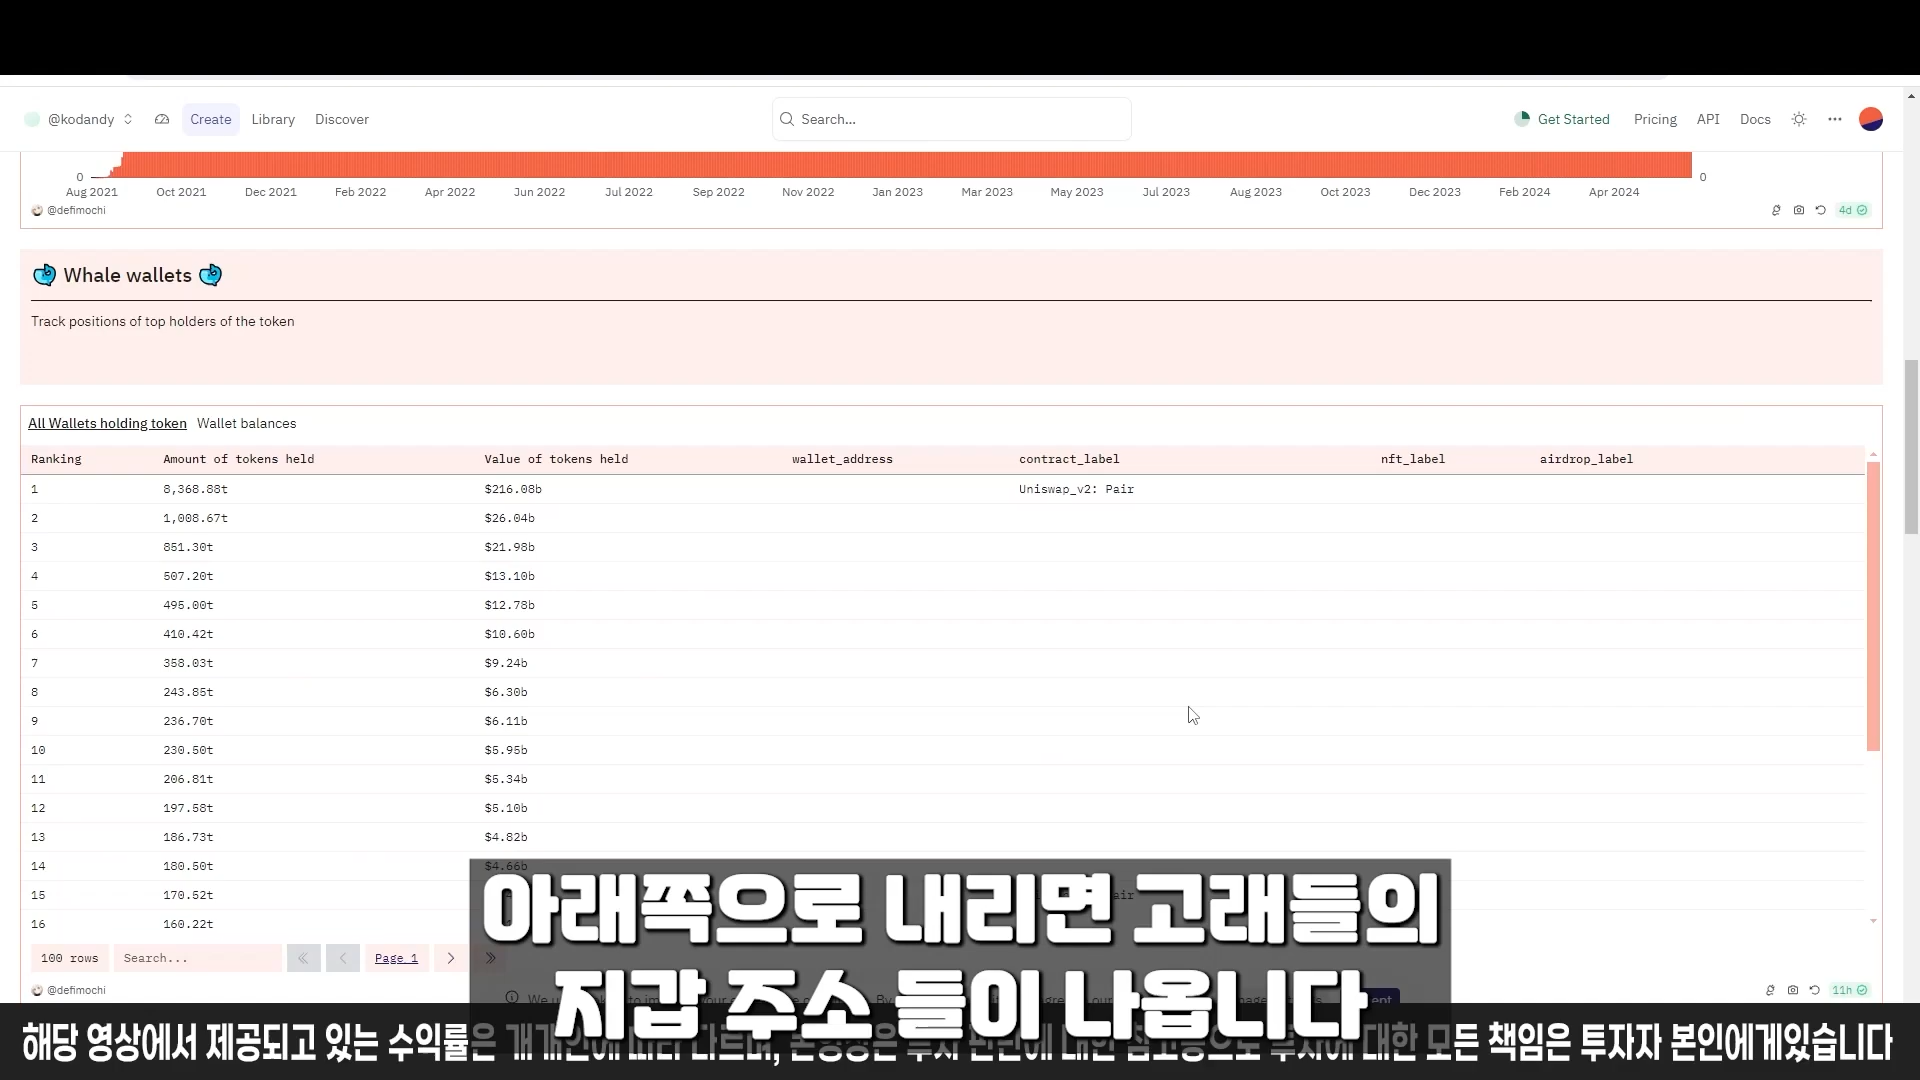 @kodandy Create Library Discover Search... Get Started Pricing API Docs
0 0
Aug 2021 Oct 2021 Dec 2021 Feb 2022 Apr 2022 Jun 2022 Jul 2022 Sep 2022 Nov 2022 Jan 2023 Mar 2023 May 2023 Jul 2023 Aug 2023 Oct 2023 Dec 2023 Feb 2024 Apr 2024
@defimochi 4d
Whale wallets
Track positions of top holders of the token
All Wallets holding token Wallet balances
Ranking Amount of tokens held Value of tokens held wallet_address contract_label nft_label airdrop_label
1 8,368.88t $216.08b Uniswap_v2: Pair
2 1,008.67t $26.04b
3 851.30t $21.98b
4 507.20t $13.10b
5 495.00t $12.78b
6 410.42t $10.60b
7 358.03t $9.24b
8 243.85t $6.30b
9 236.70t $6.11b
10 230.50t $5.95b
11 206.81t $5.34b
12 197.58t $5.10b
13 186.73t $4.82b
14 180.50t $4.66b
15 170.52t
16 160.22t
아래쪽으로 내리면 고래들의
지갑 주소 들이 나옵니다
100 rows Search... Page 1
@defimochi 11h
해당 영상에서 제공되고 있는 수익률은 대한 모든 책임은 투자자 본인에게있습니다